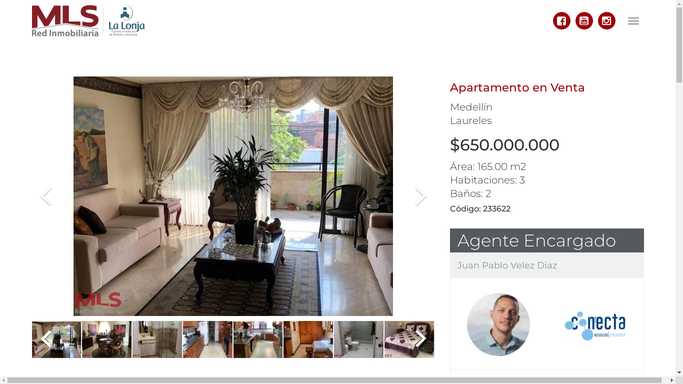 MLS
Red Inmobiliaria
La Lonja
Apartamento en Venta
Medellín
Laureles
$650.000.000
Área: 165.00 m2
Habitaciones: 3
Baños: 2
Código: 233622
MLS
Agente Encargado
Juan Pablo Velez Diaz
conecta